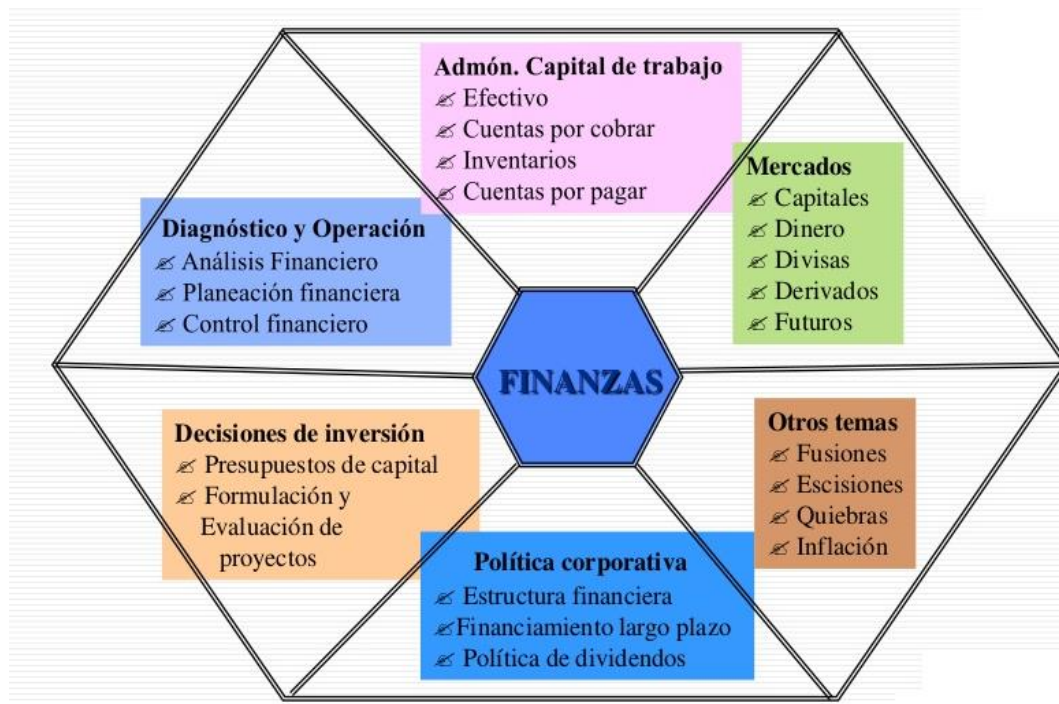 Admón. Capital de trabajo
Efectivo
Cuentas por cobrar
Inventarios
Cuentas por pagar
Mercados
Capitales
Dinero
Divisas
Derivados
Futuros
Diagnóstico y Operación
Análisis Financiero
Planeación financiera
Control financiero
FINANZAS
Decisiones de inversión
Presupuestos de capital
Formulación y
Evaluación de
proyectos
Otros temas
Fusiones
Escisiones
Quiebras
Inflación
Política corporativa
Estructura financiera
Financiamiento largo plazo
Política de dividendos